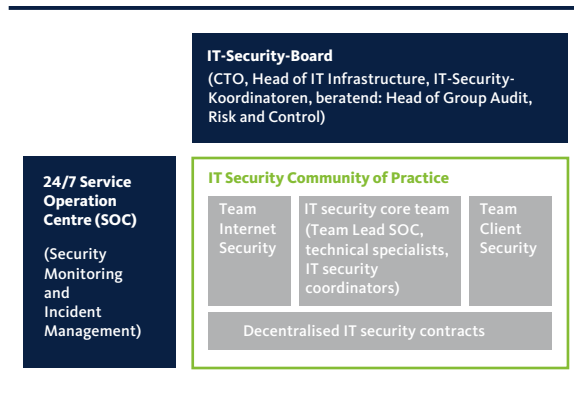 IT-Security-Board
(CTO, Head of IT Infrastructure, IT-Security-
Koordinatoren, beratend: Head of Group Audit,
Risk and Control)
24/7 Service
Operation
Centre (SOC)
(Security
Monitoring
and
Incident
Management)
IT Security Community of Practice
Team
Internet
Security
IT security core team
(Team Lead SOC,
technical specialists,
IT security
coordinators)
Team
Client
Security
Decentralised IT security contracts